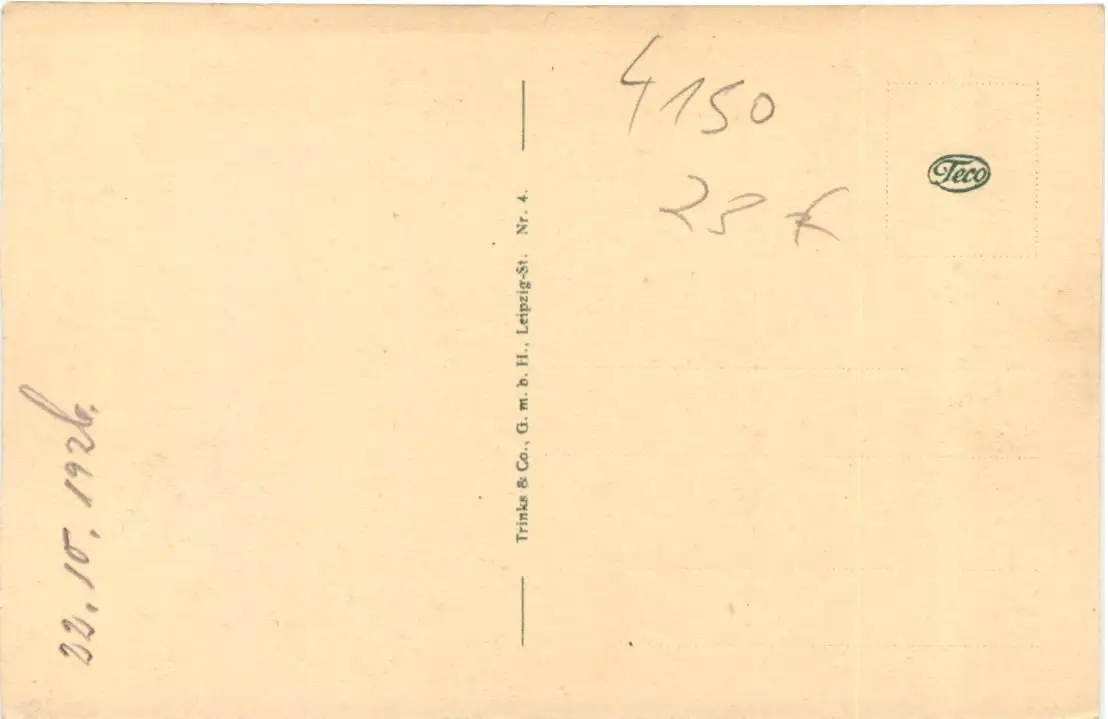 4150
23 €
Teco
Trinks & Co., G. m. b. H., Leipzig-St. Nr. 4.
22. 10. 1926.